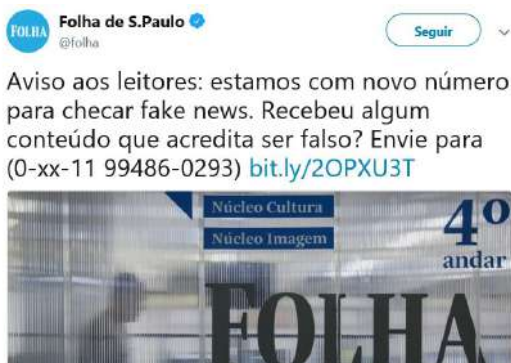 FOLHA
Folha de S.Paulo
@folha
Seguir
Aviso aos leitores: estamos com novo número
para checar fake news. Recebeu algum
conteúdo que acredita ser falso? Envie para
(0-xx-11 99486-0293) bit.ly/2OPXU3T
Núcleo Cultura
Núcleo Imagem
4º
andar
FOLHA